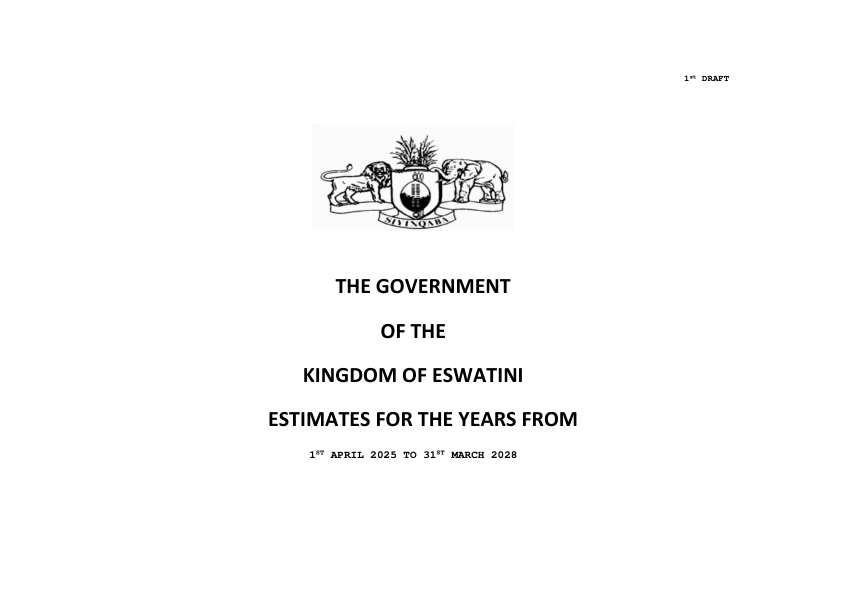 1st DRAFT
SIYINQABA
THE GOVERNMENT
OF THE
KINGDOM OF ESWATINI
ESTIMATES FOR THE YEARS FROM
1ST APRIL 2025 TO 31ST MARCH 2028